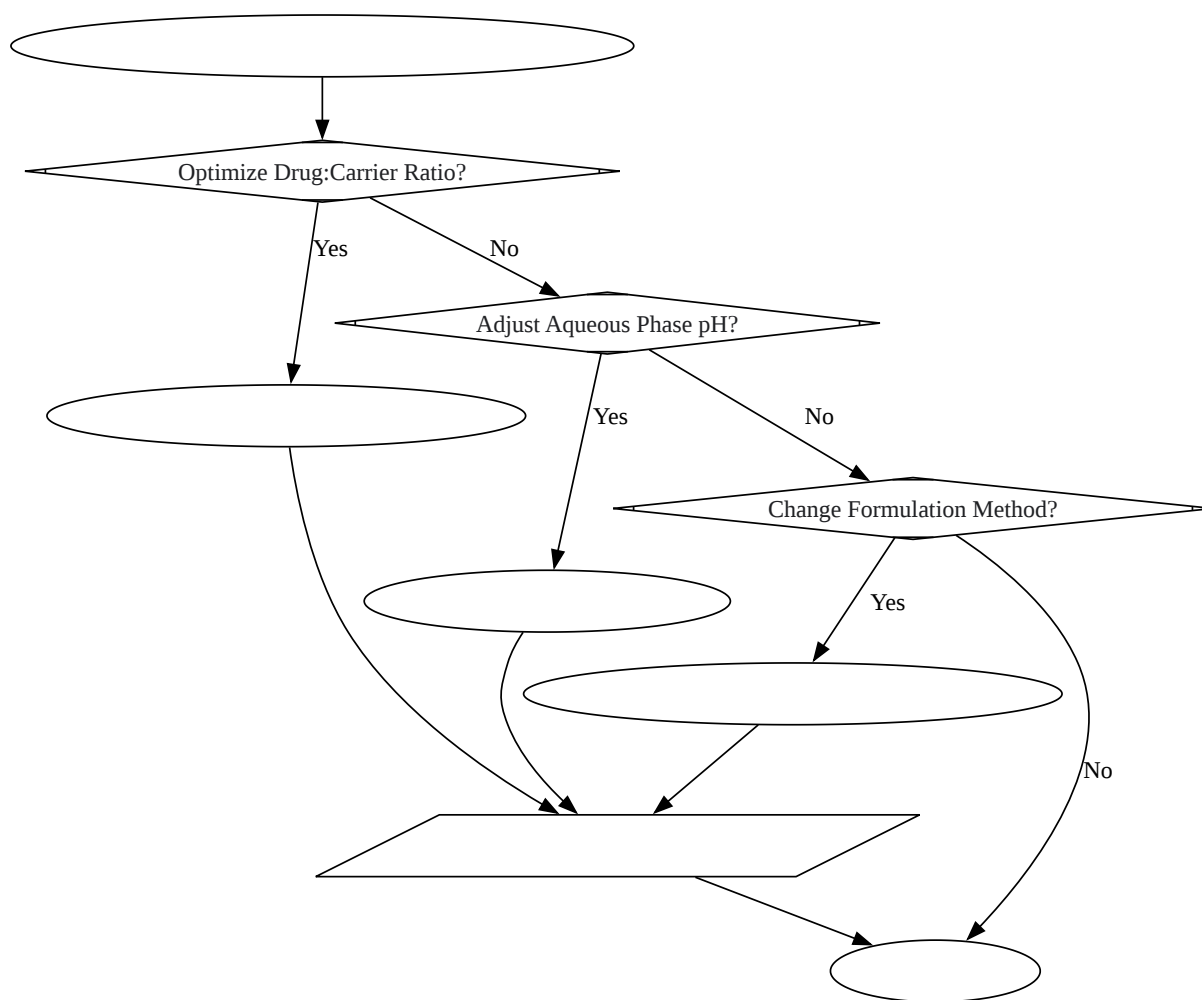 Optimize Drug:Carrier Ratio?
Yes
No
Adjust Aqueous Phase pH?
Yes
No
Change Formulation Method?
Yes
No